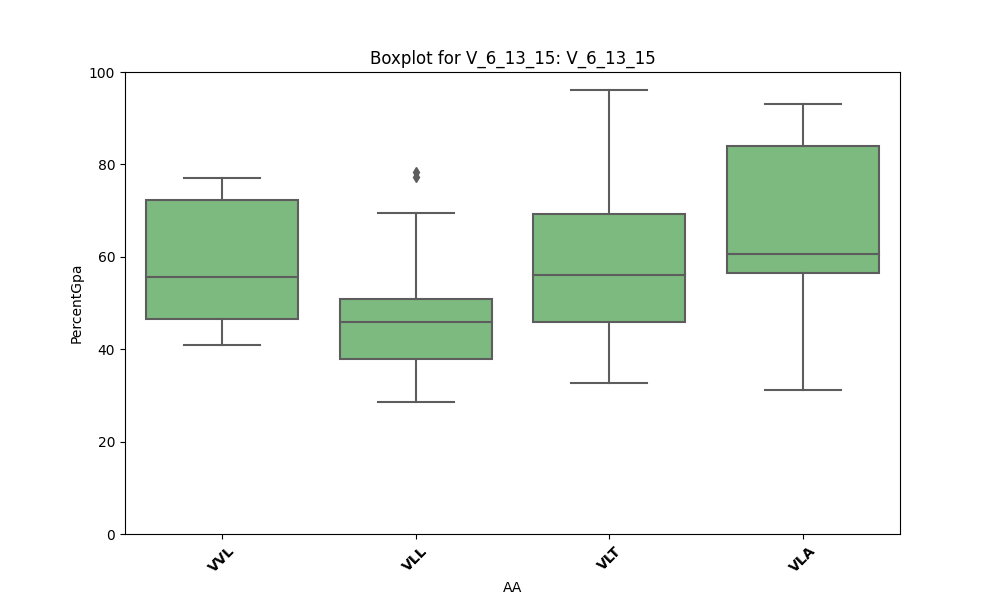 Boxplot for V_6_13_15: V_6_13_15
100
80
60
40
20
0
PercentGpa
VVL
VLL
VLT
VLA
AA